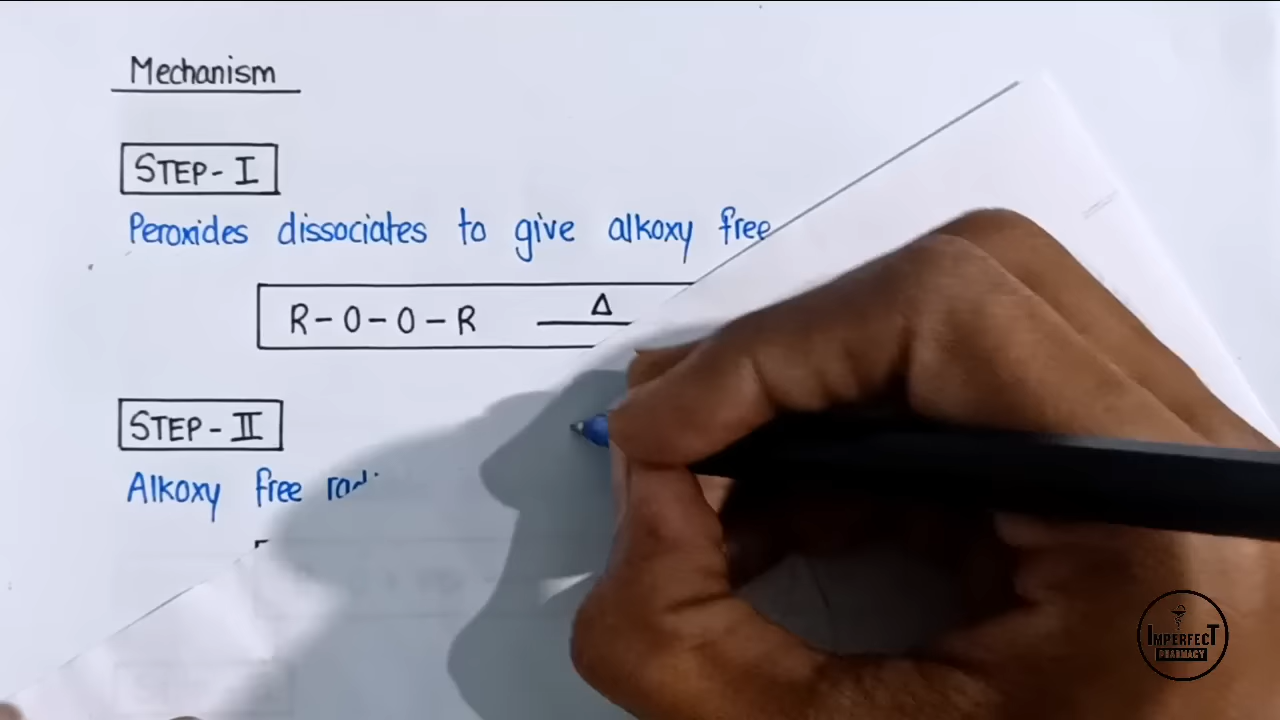 Mechanism
STEP-I
Peroxides dissociates to give alkoxy free
R-O-O-R Δ
STEP-II
Alkoxy free
IMPERFECT
PHARMACY